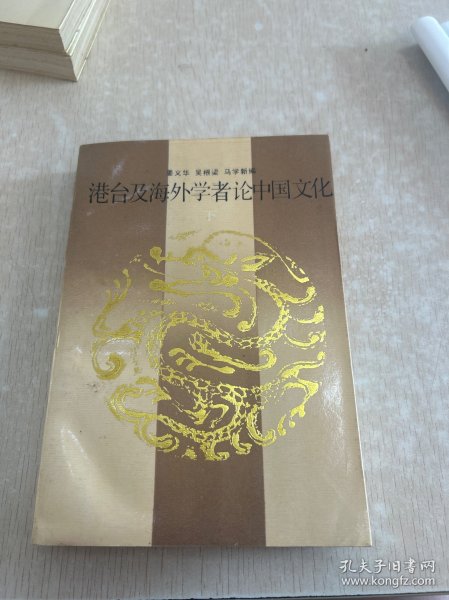 姜义华 吴根梁 马学新编
港台及海外学者论中国文化
下
孔夫子旧书网
www.kongfz.com